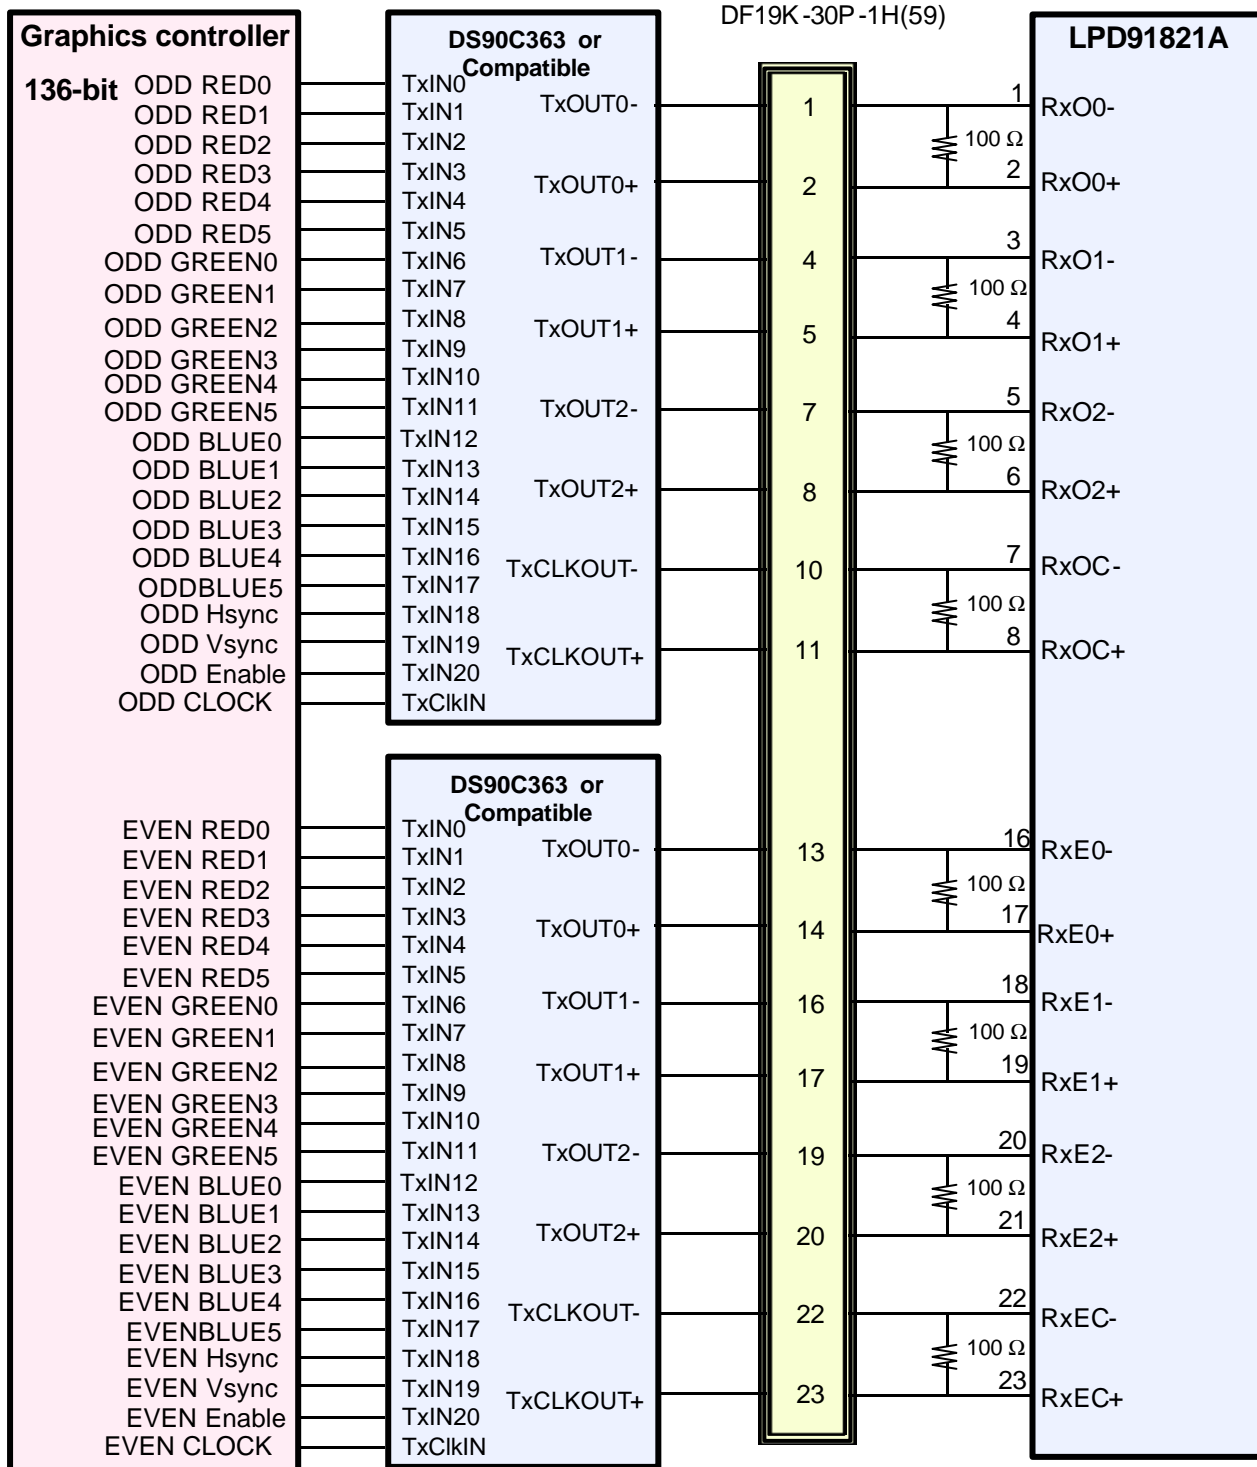 DF19K-30P-1H(59)
Graphics controller
136-bit
ODD RED0
ODD RED1
ODD RED2
ODD RED3
ODD RED4
ODD RED5
ODD GREEN0
ODD GREEN1
ODD GREEN2
ODD GREEN3
ODD GREEN4
ODD GREEN5
ODD BLUE0
ODD BLUE1
ODD BLUE2
ODD BLUE3
ODD BLUE4
ODDBLUE5
ODD Hsync
ODD Vsync
ODD Enable
ODD CLOCK
EVEN RED0
EVEN RED1
EVEN RED2
EVEN RED3
EVEN RED4
EVEN RED5
EVEN GREEN0
EVEN GREEN1
EVEN GREEN2
EVEN GREEN3
EVEN GREEN4
EVEN GREEN5
EVEN BLUE0
EVEN BLUE1
EVEN BLUE2
EVEN BLUE3
EVEN BLUE4
EVENBLUE5
EVEN Hsync
EVEN Vsync
EVEN Enable
EVEN CLOCK
DS90C363 or
Compatible
TxIN0
TxIN1
TxIN2
TxIN3
TxIN4
TxIN5
TxIN6
TxIN7
TxIN8
TxIN9
TxIN10
TxIN11
TxIN12
TxIN13
TxIN14
TxIN15
TxIN16
TxIN17
TxIN18
TxIN19
TxIN20
TxClkIN
TxOUT0-
TxOUT0+
TxOUT1-
TxOUT1+
TxOUT2-
TxOUT2+
TxCLKOUT-
TxCLKOUT+
DS90C363 or
Compatible
TxIN0
TxIN1
TxIN2
TxIN3
TxIN4
TxIN5
TxIN6
TxIN7
TxIN8
TxIN9
TxIN10
TxIN11
TxIN12
TxIN13
TxIN14
TxIN15
TxIN16
TxIN17
TxIN18
TxIN19
TxIN20
TxClkIN
TxOUT0-
TxOUT0+
TxOUT1-
TxOUT1+
TxOUT2-
TxOUT2+
TxCLKOUT-
TxCLKOUT+
1
2
4
5
7
8
10
11
13
14
16
17
19
20
22
23
1
100 Ω
2
3
100 Ω
4
5
100 Ω
6
7
100 Ω
8
16
100 Ω
17
18
100 Ω
19
20
100 Ω
21
22
100 Ω
23
LPD91821A
RxO0-
RxO0+
RxO1-
RxO1+
RxO2-
RxO2+
RxOC-
RxOC+
RxE0-
RxE0+
RxE1-
RxE1+
RxE2-
RxE2+
RxEC-
RxEC+